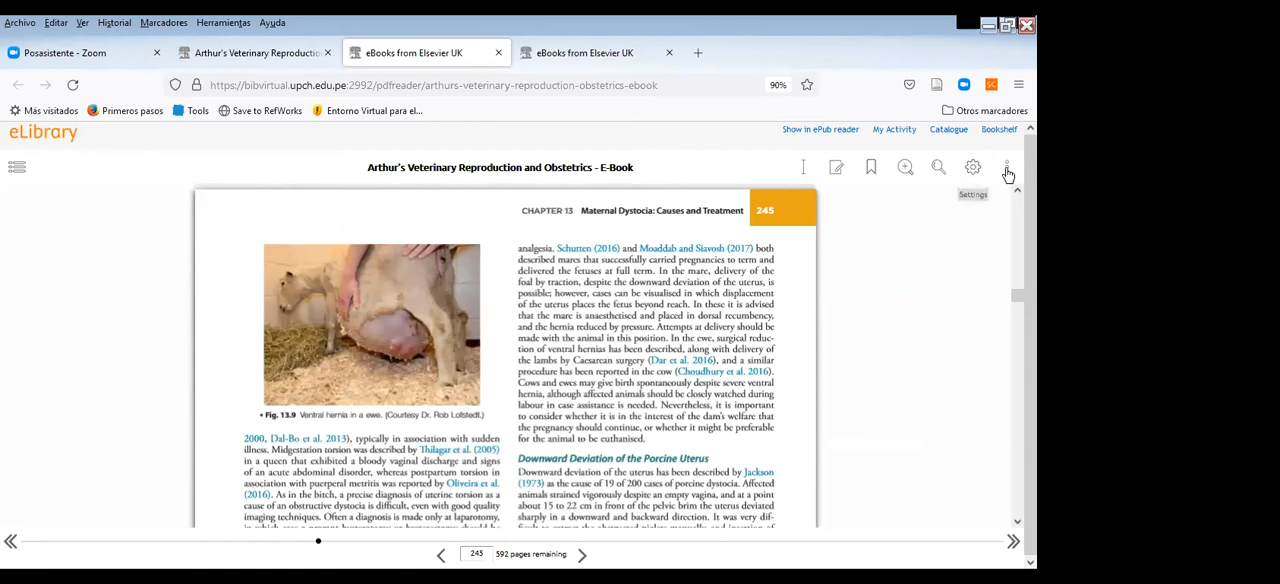 Archivo Editar Ver Historial Marcadores Herramientas Ayuda
Posasistente - Zoom
Arthur's Veterinary Reproductio
eBooks from Elsevier UK
eBooks from Elsevier UK
https://bibvirtual.upch.edu.pe:2992/pdfreader/arthurs-veterinary-reproduction-obstetrics-ebook
90%
Más visitados Primeros pasos Tools Save to RefWorks Entorno Virtual para el... Otros marcadores
eLibrary
Show in ePub reader My Activity Catalogue Bookshelf
Arthur's Veterinary Reproduction and Obstetrics - E-Book
Settings
CHAPTER 13 Maternal Dystocia: Causes and Treatment 245
• Fig. 13.9 Ventral hernia in a ewe. (Courtesy Dr. Rob Lofstedt.)
2000, Dal-Bo et al. 2013), typically in association with sudden
illness. Midgestation torsion was described by Thilagar et al. (2005)
in a queen that exhibited a bloody vaginal discharge and signs
of an acute abdominal disorder, whereas postpartum torsion in
association with puerperal metritis was reported by Oliveira et al.
(2016). As in the bitch, a precise diagnosis of uterine torsion as a
cause of an obstructive dystocia is difficult, even with good quality
imaging techniques. Often a diagnosis is made only at laparotomy,
analgesia. Schutten (2016) and Moaddab and Siavosh (2017) both
described mares that successfully carried pregnancies to term and
delivered the fetuses at full term. In the mare, delivery of the
foal by traction, despite the downward deviation of the uterus, is
possible; however, cases can be visualised in which displacement
of the uterus places the fetus beyond reach. In these it is advised
that the mare is anaesthetised and placed in dorsal recumbency,
and the hernia reduced by pressure. Attempts at delivery should be
made with the animal in this position. In the ewe, surgical reduc-
tion of ventral hernias has been described, along with delivery of
the lambs by Caesarean surgery (Dar et al. 2016), and a similar
procedure has been reported in the cow (Choudhury et al. 2016).
Cows and ewes may give birth spontaneously despite severe ventral
hernia, although affected animals should be closely watched during
labour in case assistance is needed. Nevertheless, it is important
to consider whether it is in the interest of the dam's welfare that
the pregnancy should continue, or whether it might be preferable
for the animal to be euthanised.
Downward Deviation of the Porcine Uterus
Downward deviation of the uterus has been described by Jackson
(1973) as the cause of 19 of 200 cases of porcine dystocia. Affected
animals strained vigorously despite an empty vagina, and at a point
about 15 to 22 cm in front of the pelvic brim the uterus deviated
sharply in a downward and backward direction. It was very dif-
245 592 pages remaining